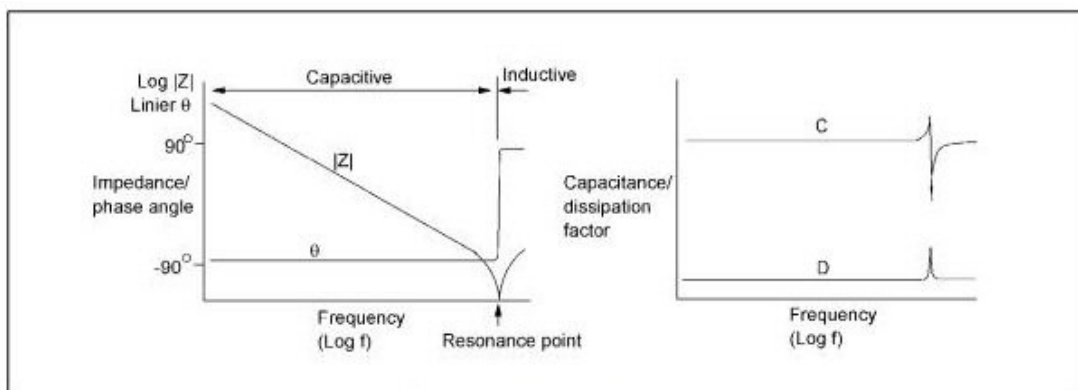 Log |Z|
Linier θ
Capacitive
Inductive
90°
|Z|
Impedance/
phase angle
θ
-90°
Frequency
(Log f)
Resonance point
C
Capacitance/
dissipation
factor
D
Frequency
(Log f)